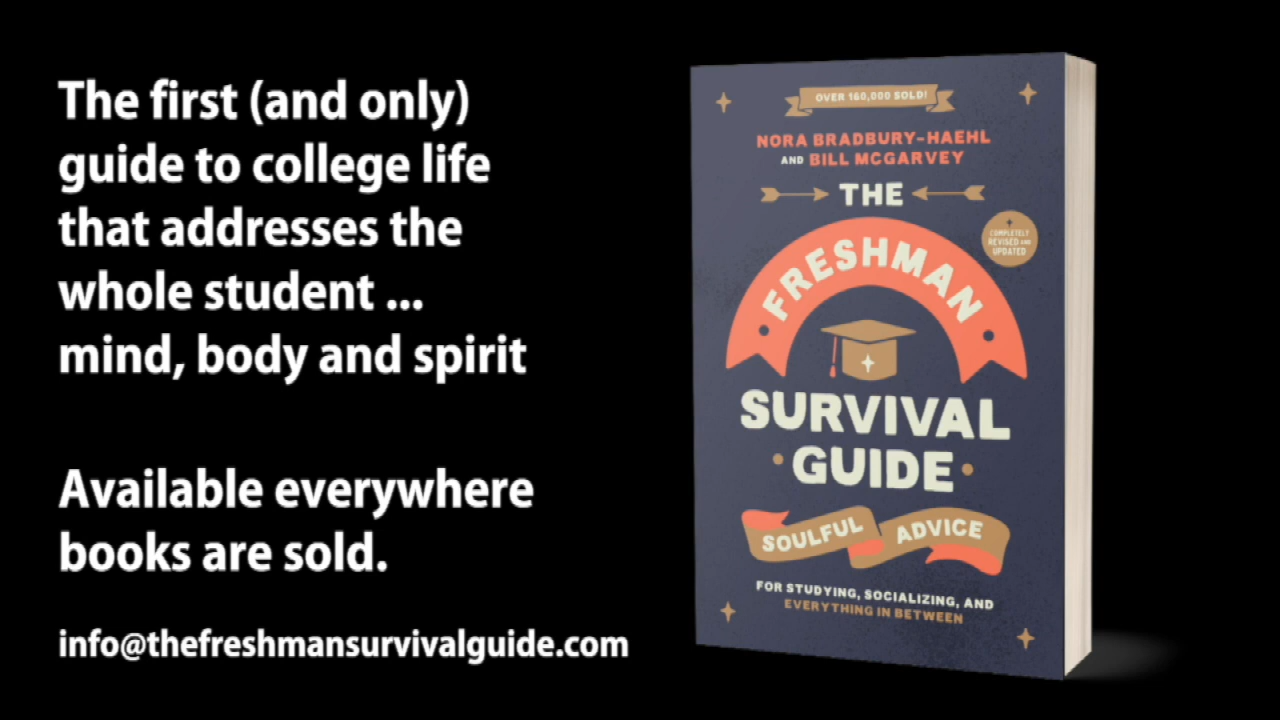 The first (and only)
guide to college life
that addresses the
whole student ...
mind, body and spirit
Available everywhere
books are sold.
info@thefreshmansurvivalguide.com
OVER 160,000 SOLD!
NORA BRADBURY-HAEHL
AND BILL MCGARVEY
THE
COMPLETELY
REVISED AND
UPDATED
FRESHMAN
SURVIVAL
GUIDE
SOULFUL ADVICE
FOR STUDYING, SOCIALIZING, AND
EVERYTHING IN BETWEEN